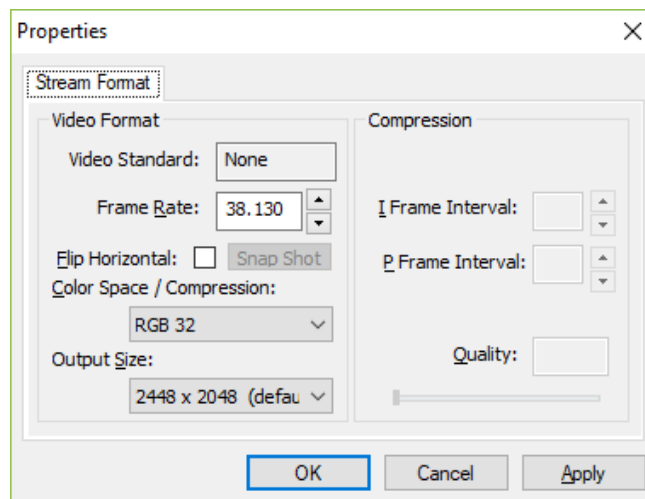 Properties
Stream Format
Video Format
Video Standard: None
Frame Rate: 38.130
Flip Horizontal: Snap Shot
Color Space / Compression:
RGB 32
Output Size:
2448 x 2048 (defau
Compression
I Frame Interval:
P Frame Interval:
Quality:
OK Cancel Apply